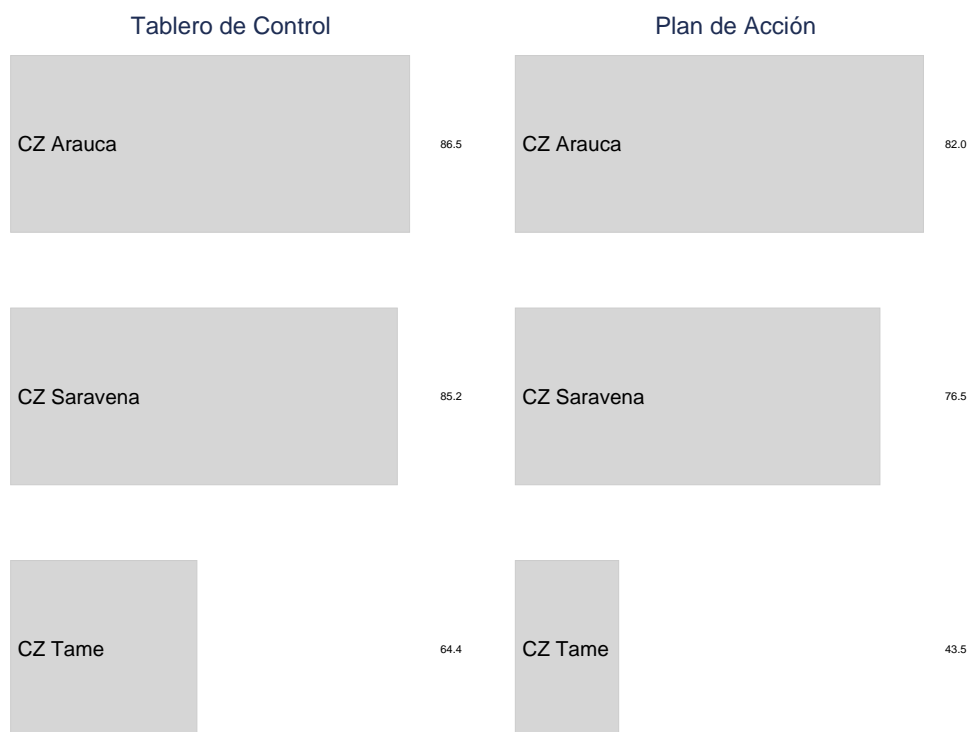 Tablero de Control
CZ Arauca 86.5
CZ Saravena 85.2
CZ Tame 64.4
Plan de Acción
CZ Arauca 82.0
CZ Saravena 76.5
CZ Tame 43.5